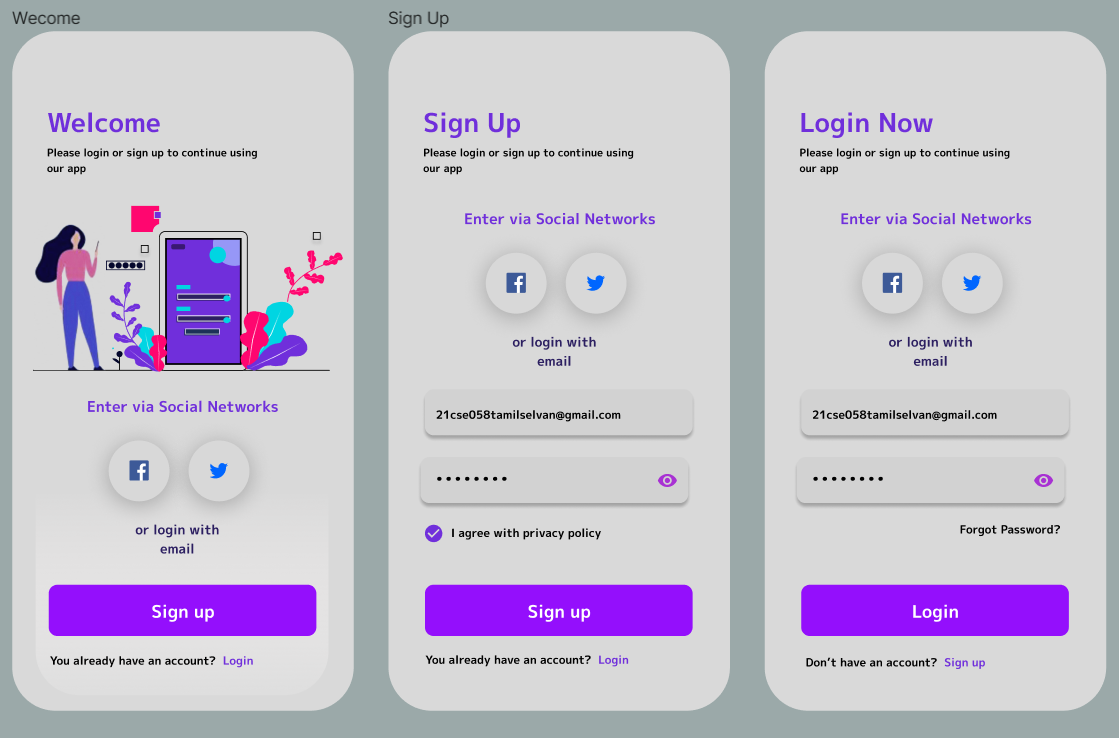 Wecome
Welcome
Please login or sign up to continue using
our app
Enter via Social Networks
or login with
email
Sign up
You already have an account? Login
Sign Up
Sign Up
Please login or sign up to continue using
our app
Enter via Social Networks
or login with
email
21cse058tamilselvan@gmail.com
••••••••
I agree with privacy policy
Sign up
You already have an account? Login
Login Now
Please login or sign up to continue using
our app
Enter via Social Networks
or login with
email
21cse058tamilselvan@gmail.com
••••••••
Forgot Password?
Login
Don’t have an account? Sign up